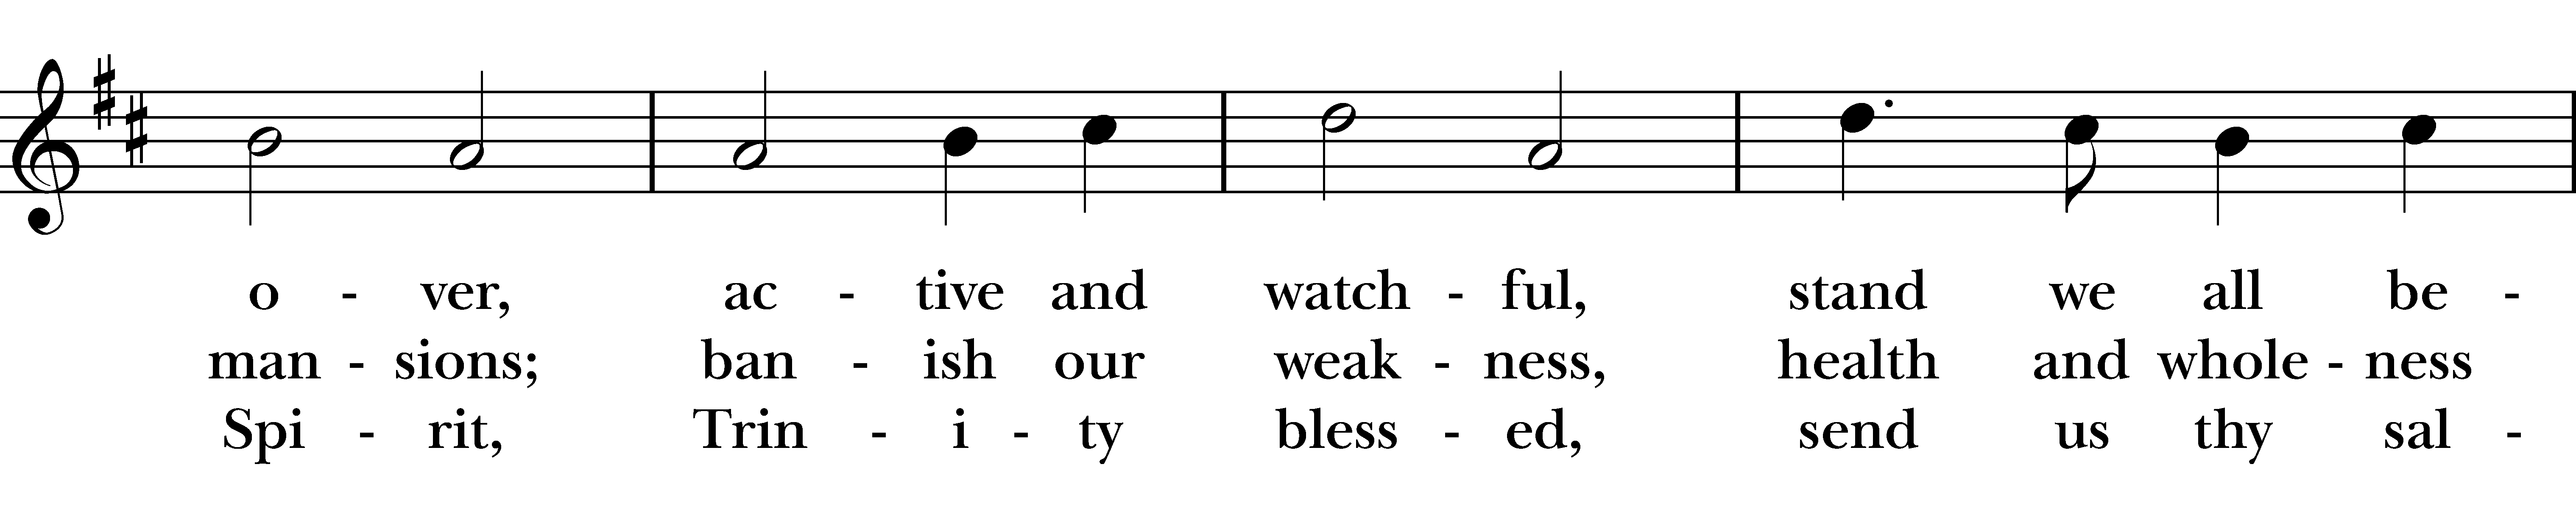 o - ver, ac - tive and watch - ful, stand we all be -
man - sions; ban - ish our weak - ness, health and whole - ness
Spi - rit, Trin - i - ty bless - ed, send us thy sal -